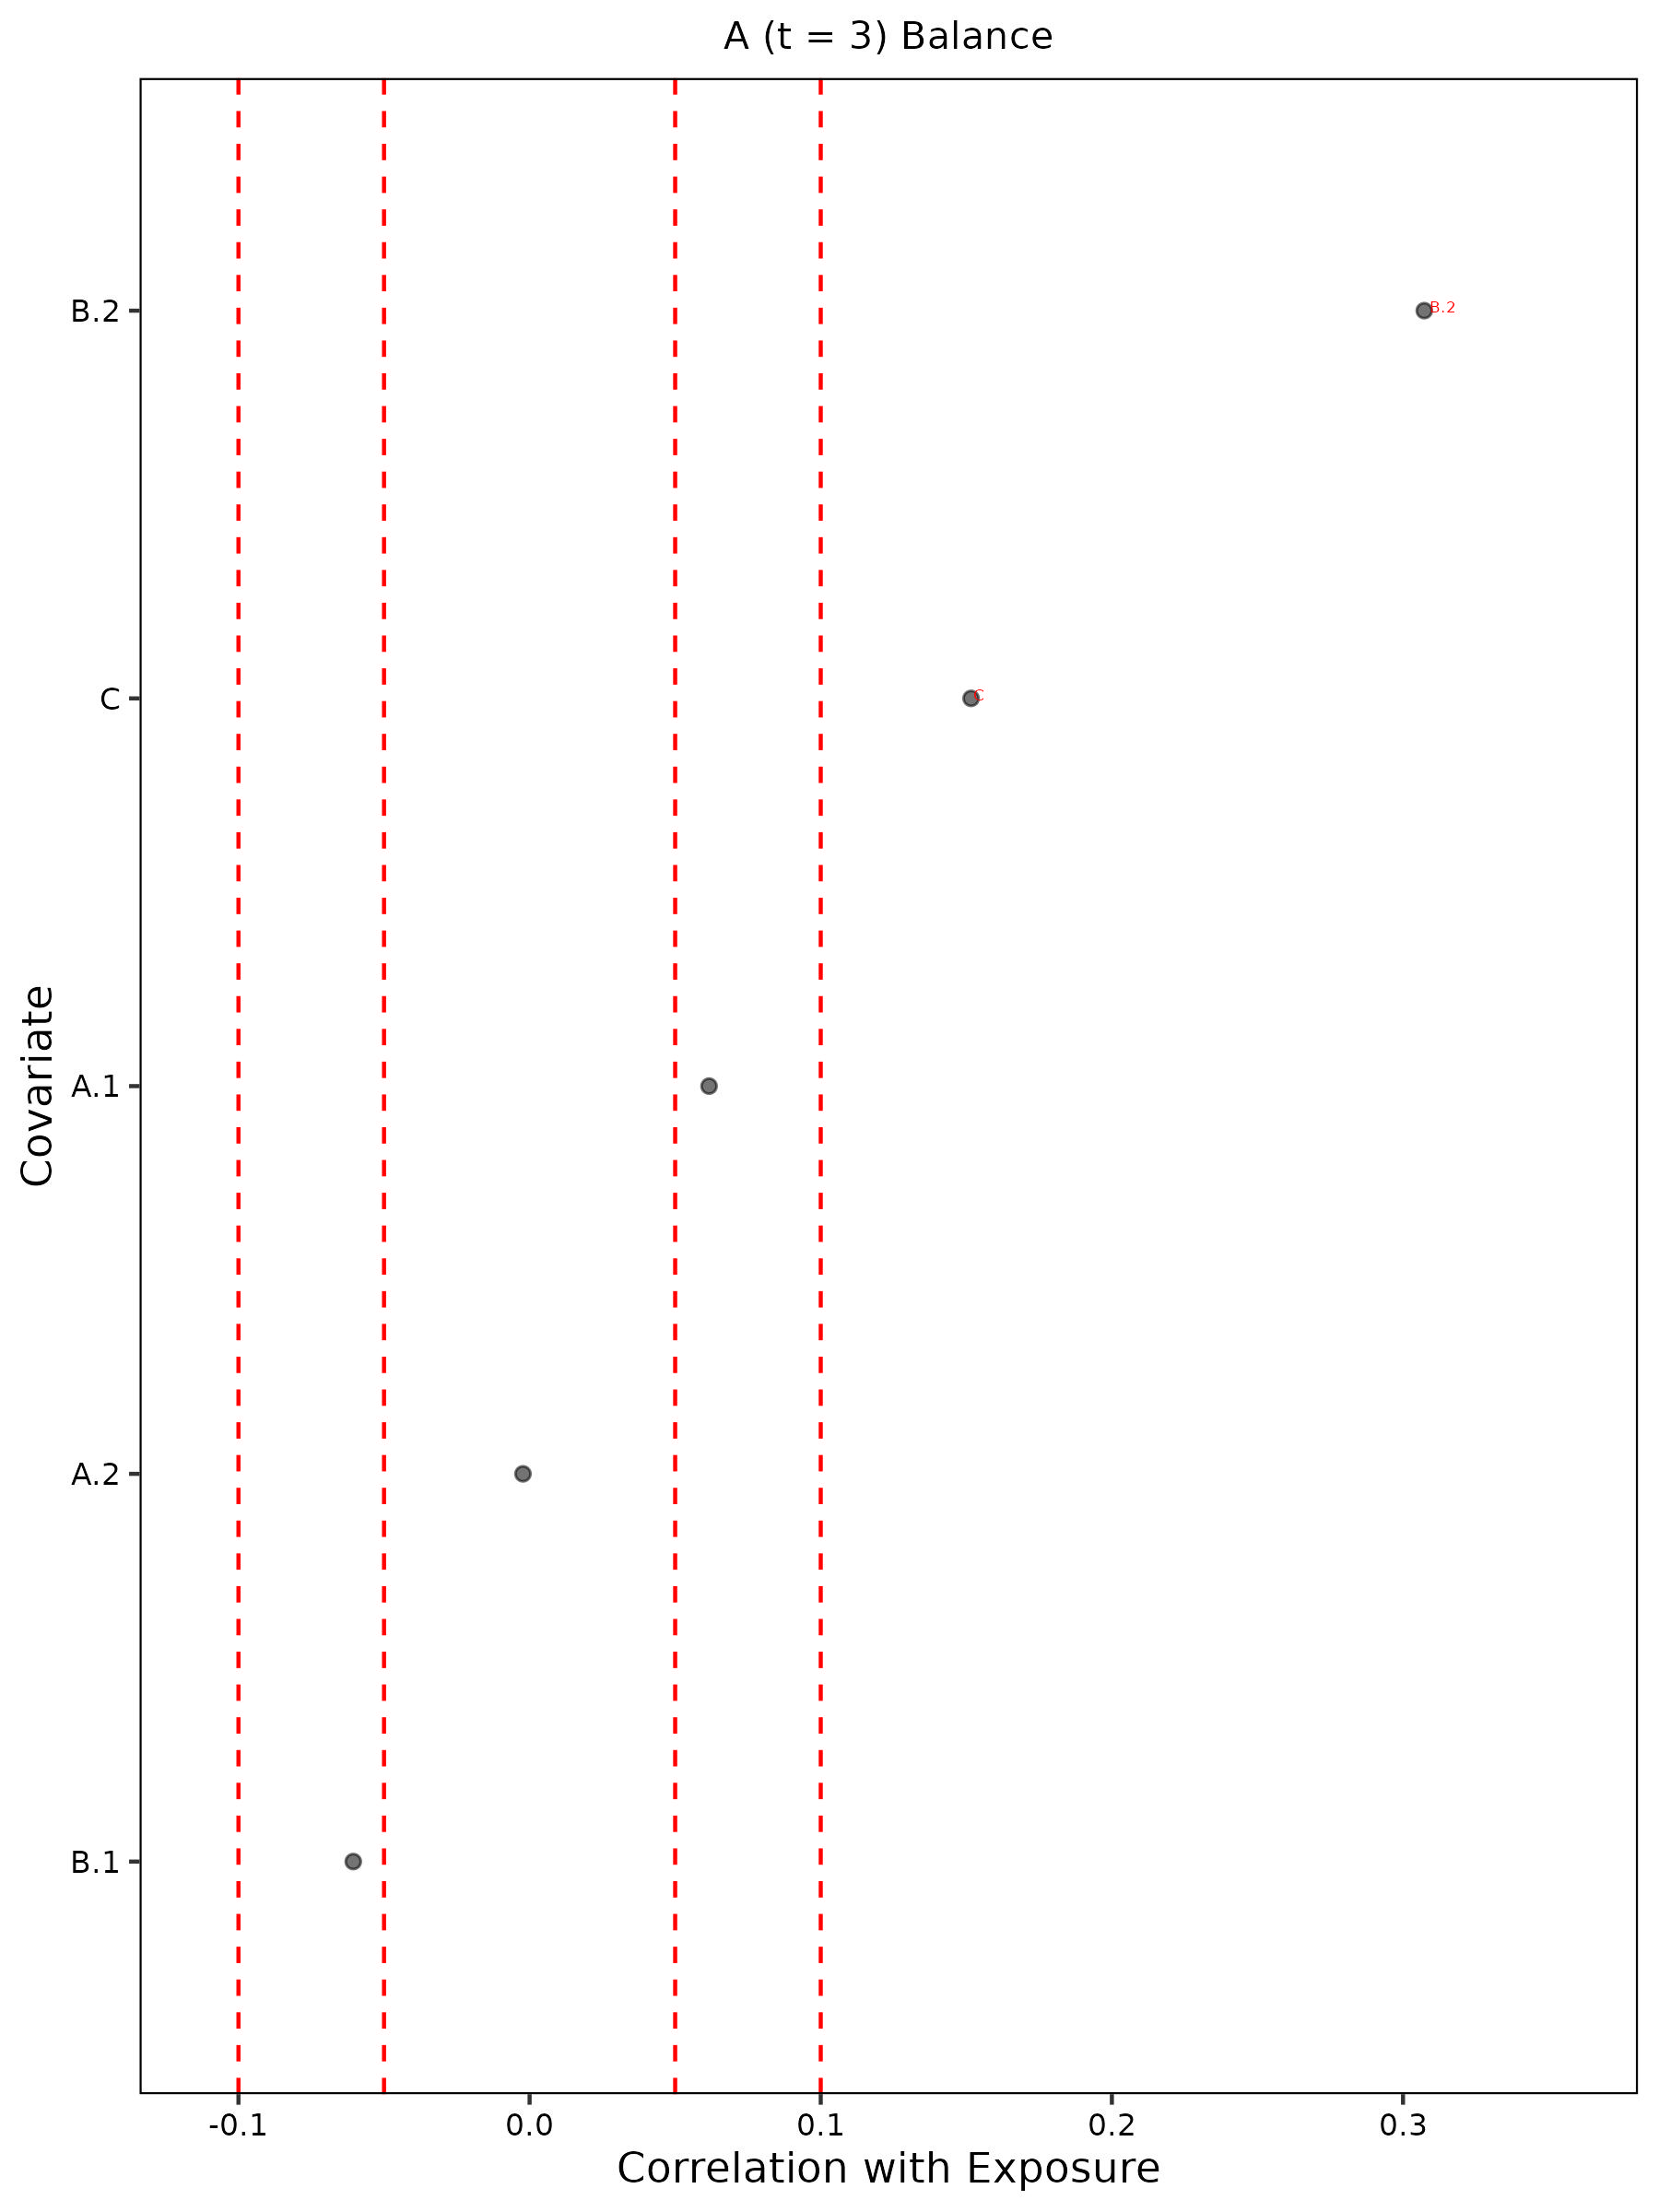 A (t = 3) Balance
B.2
B.2
C
C
Covariate
A.1
A.2
B.1
-0.1 0.0 0.1 0.2 0.3
Correlation with Exposure